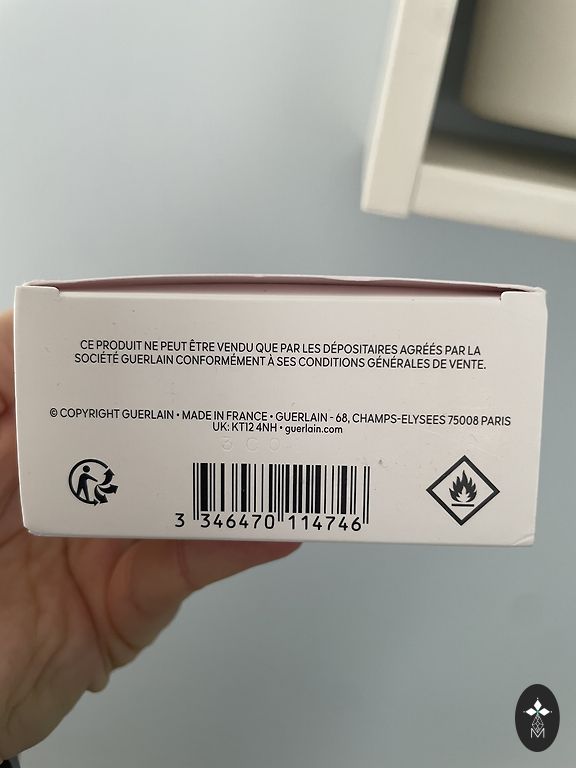 CE PRODUIT NE PEUT ÊTRE VENDU QUE PAR LES DÉPOSITAIRES AGRÉÉS PAR LA
SOCIÉTÉ GUERLAIN CONFORMÉMENT À SES CONDITIONS GÉNÉRALES DE VENTE.
© COPYRIGHT GUERLAIN • MADE IN FRANCE • GUERLAIN - 68, CHAMPS-ELYSEES 75008 PARIS
UK: KT12 4NH • guerlain.com
3 346470 114746
M